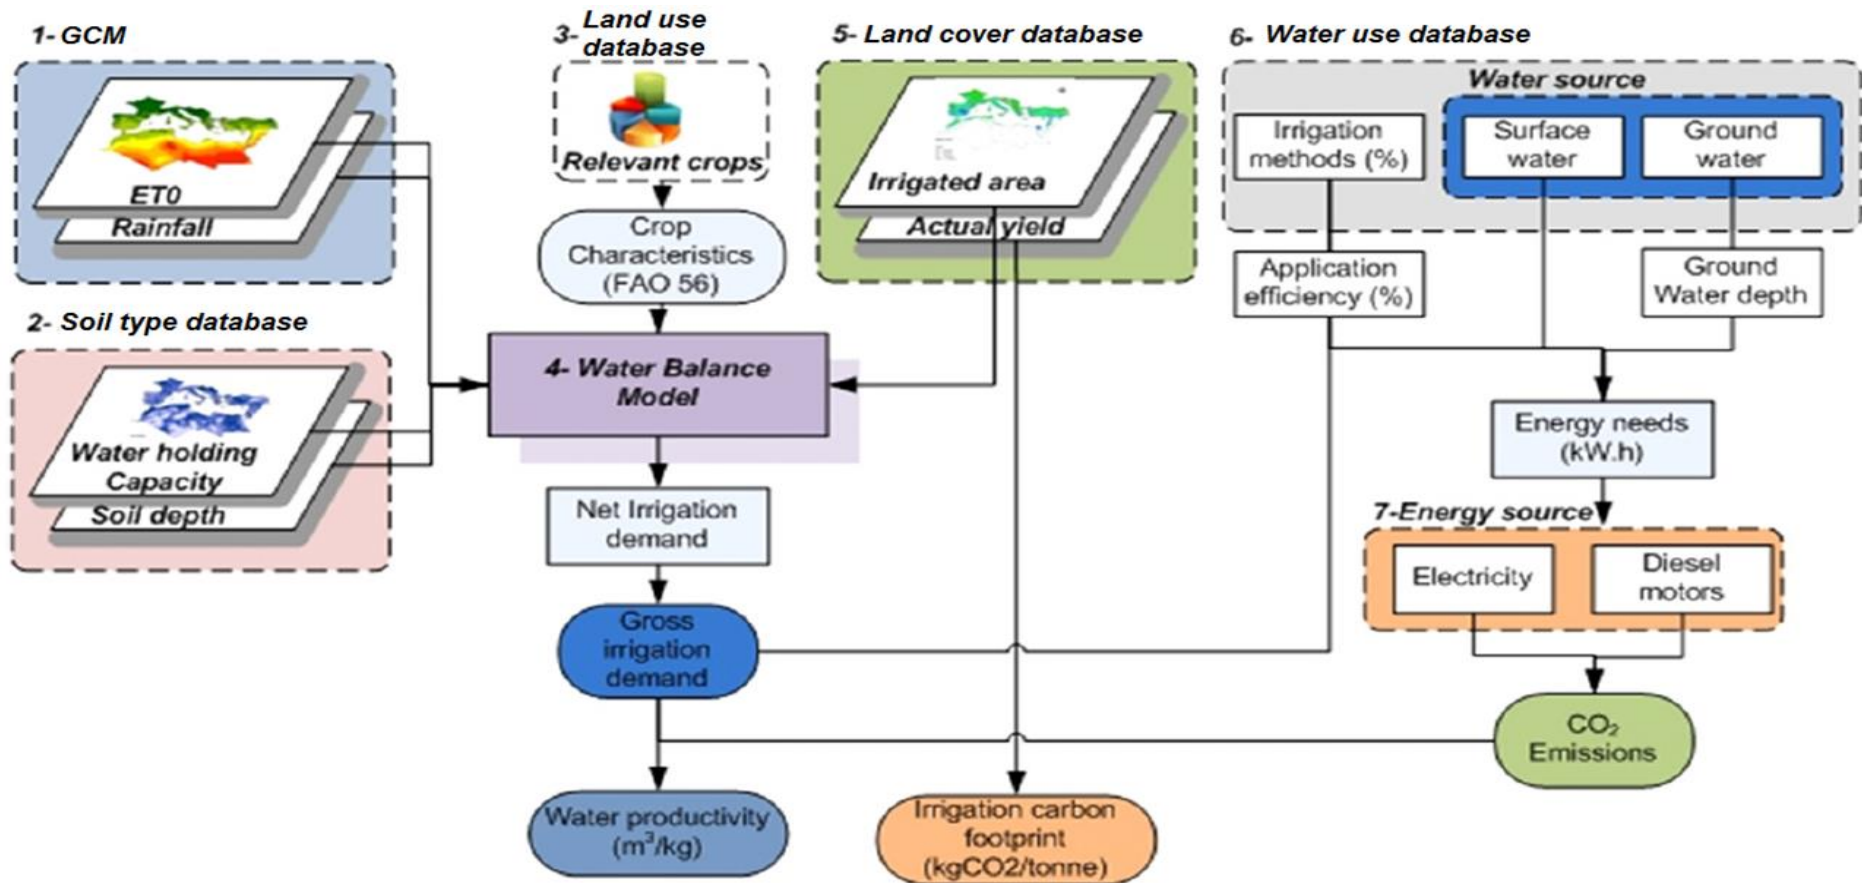 1- GCM
ET0
Rainfall
2- Soil type database
Water holding
Capacity
Soil depth
3- Land use
database
Relevant crops
Crop
Characteristics
(FAO 56)
4- Water Balance
Model
Net Irrigation
demand
Gross
irrigation
demand
Water productivity
(m³/kg)
5- Land cover database
Irrigated area
Actual yield
Irrigation carbon
footprint
(kgCO2/tonne)
6- Water use database
Water source
Irrigation
methods (%)
Surface
water
Ground
water
Application
efficiency (%)
Ground
Water depth
Energy needs
(kW.h)
7-Energy source
Electricity
Diesel
motors
CO₂
Emissions